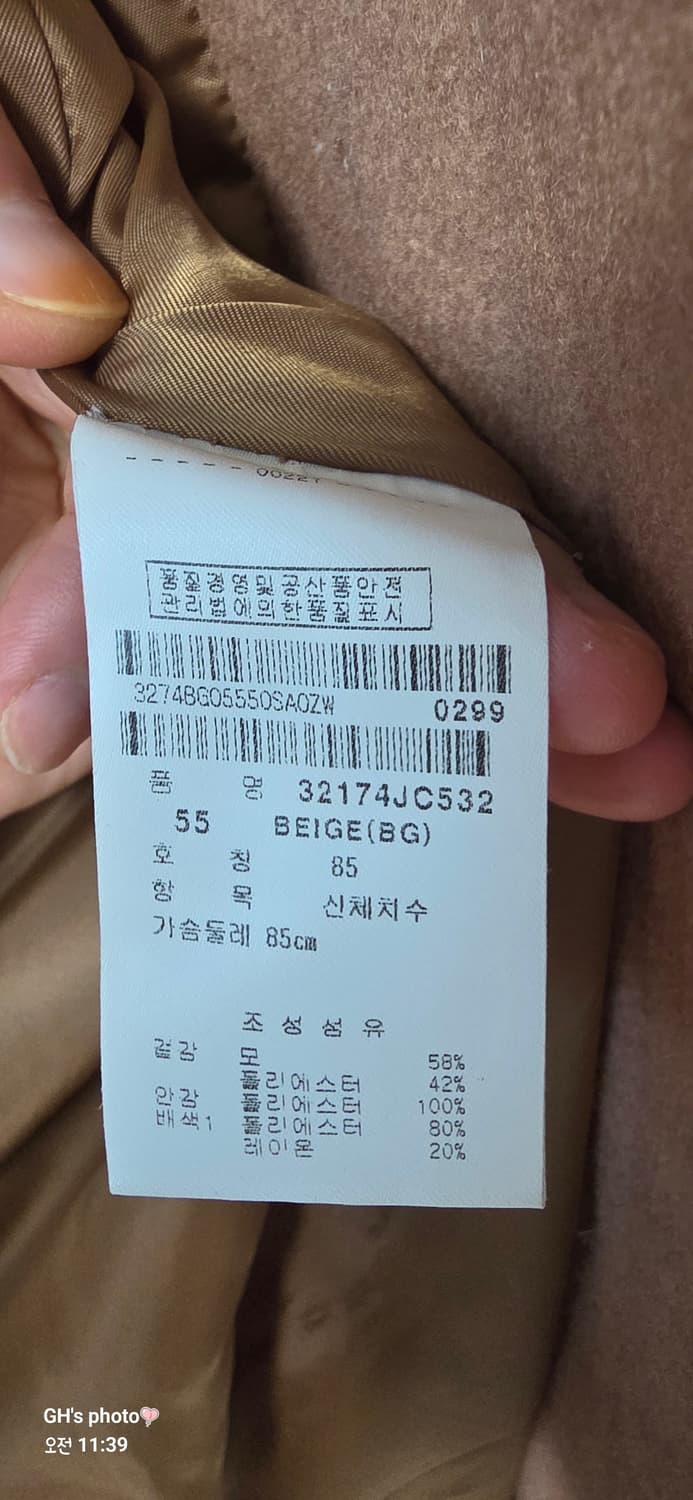 00227
품질경영및공산품안전
관리법에의한품질표시
3274BG05550SA0ZW 0299
품 명 32174JC532
55 BEIGE(BG)
호 칭 85
항 목 신체치수
가슴둘레 85cm
조 성 섬 유
겉감 모 58%
폴리에스터 42%
안감 폴리에스터 100%
배색1 폴리에스터 80%
레이온 20%
GH's photo💘
오전 11:39